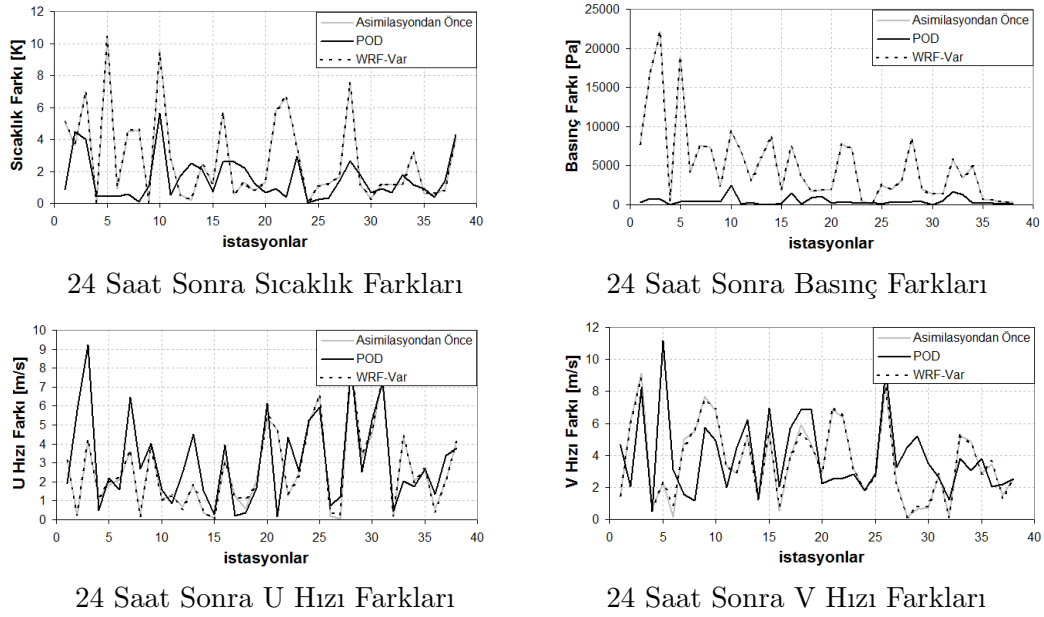 Sıcaklık Farkı [K]
12
10
8
6
4
2
0
0 5 10 15 20 25 30 35 40
istasyonlar
Asimilasyondan Önce
POD
WRF-Var
24 Saat Sonra Sıcaklık Farkları
Basınç Farkı [Pa]
25000
20000
15000
10000
5000
0
0 5 10 15 20 25 30 35 40
istasyonlar
Asimilasyondan Önce
POD
WRF-Var
24 Saat Sonra Basınç Farkları
U Hızı Farkı [m/s]
10
9
8
7
6
5
4
3
2
1
0
0 5 10 15 20 25 30 35 40
istasyonlar
Asimilasyondan Önce
POD
WRF-Var
24 Saat Sonra U Hızı Farkları
V Hızı Farkı [m/s]
12
10
8
6
4
2
0
0 5 10 15 20 25 30 35 40
istasyonlar
Asimilasyondan Önce
POD
WRF-Var
24 Saat Sonra V Hızı Farkları